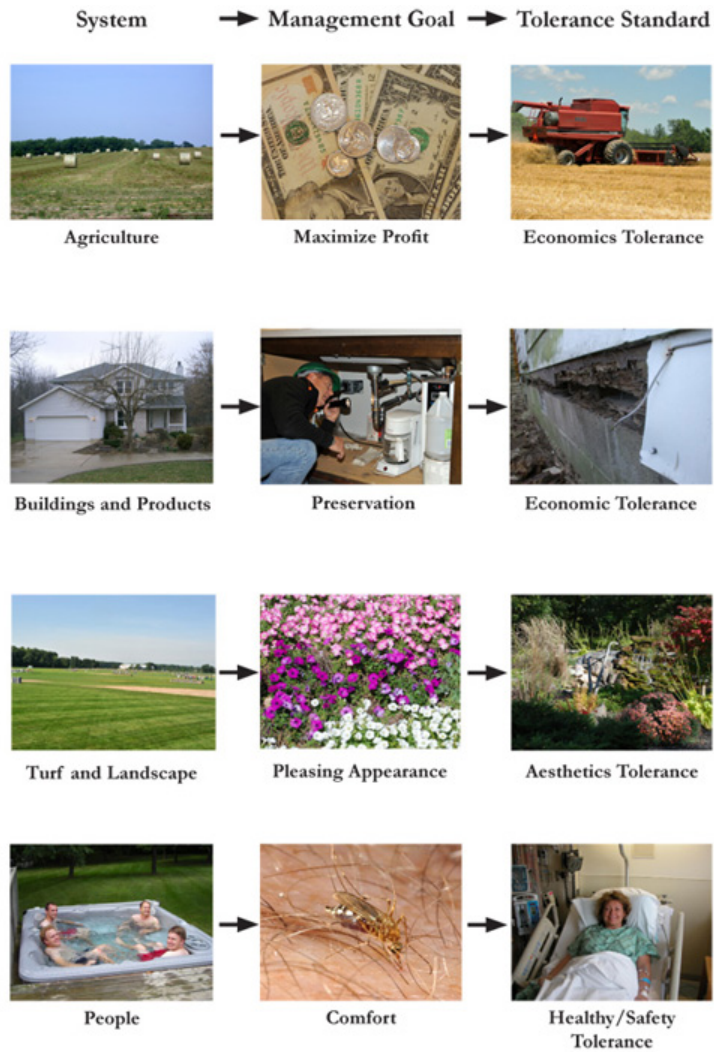 System → Management Goal → Tolerance Standard
Agriculture
Maximize Profit
Economics Tolerance
Buildings and Products
Preservation
Economic Tolerance
Turf and Landscape
Pleasing Appearance
Aesthetics Tolerance
People
Comfort
Healthy/Safety
Tolerance